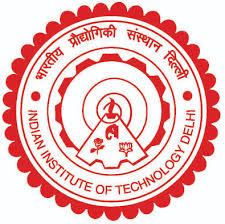 भारतीय प्रौद्योगिकी संस्थान दिल्ली
INDIAN INSTITUTE OF TECHNOLOGY DELHI